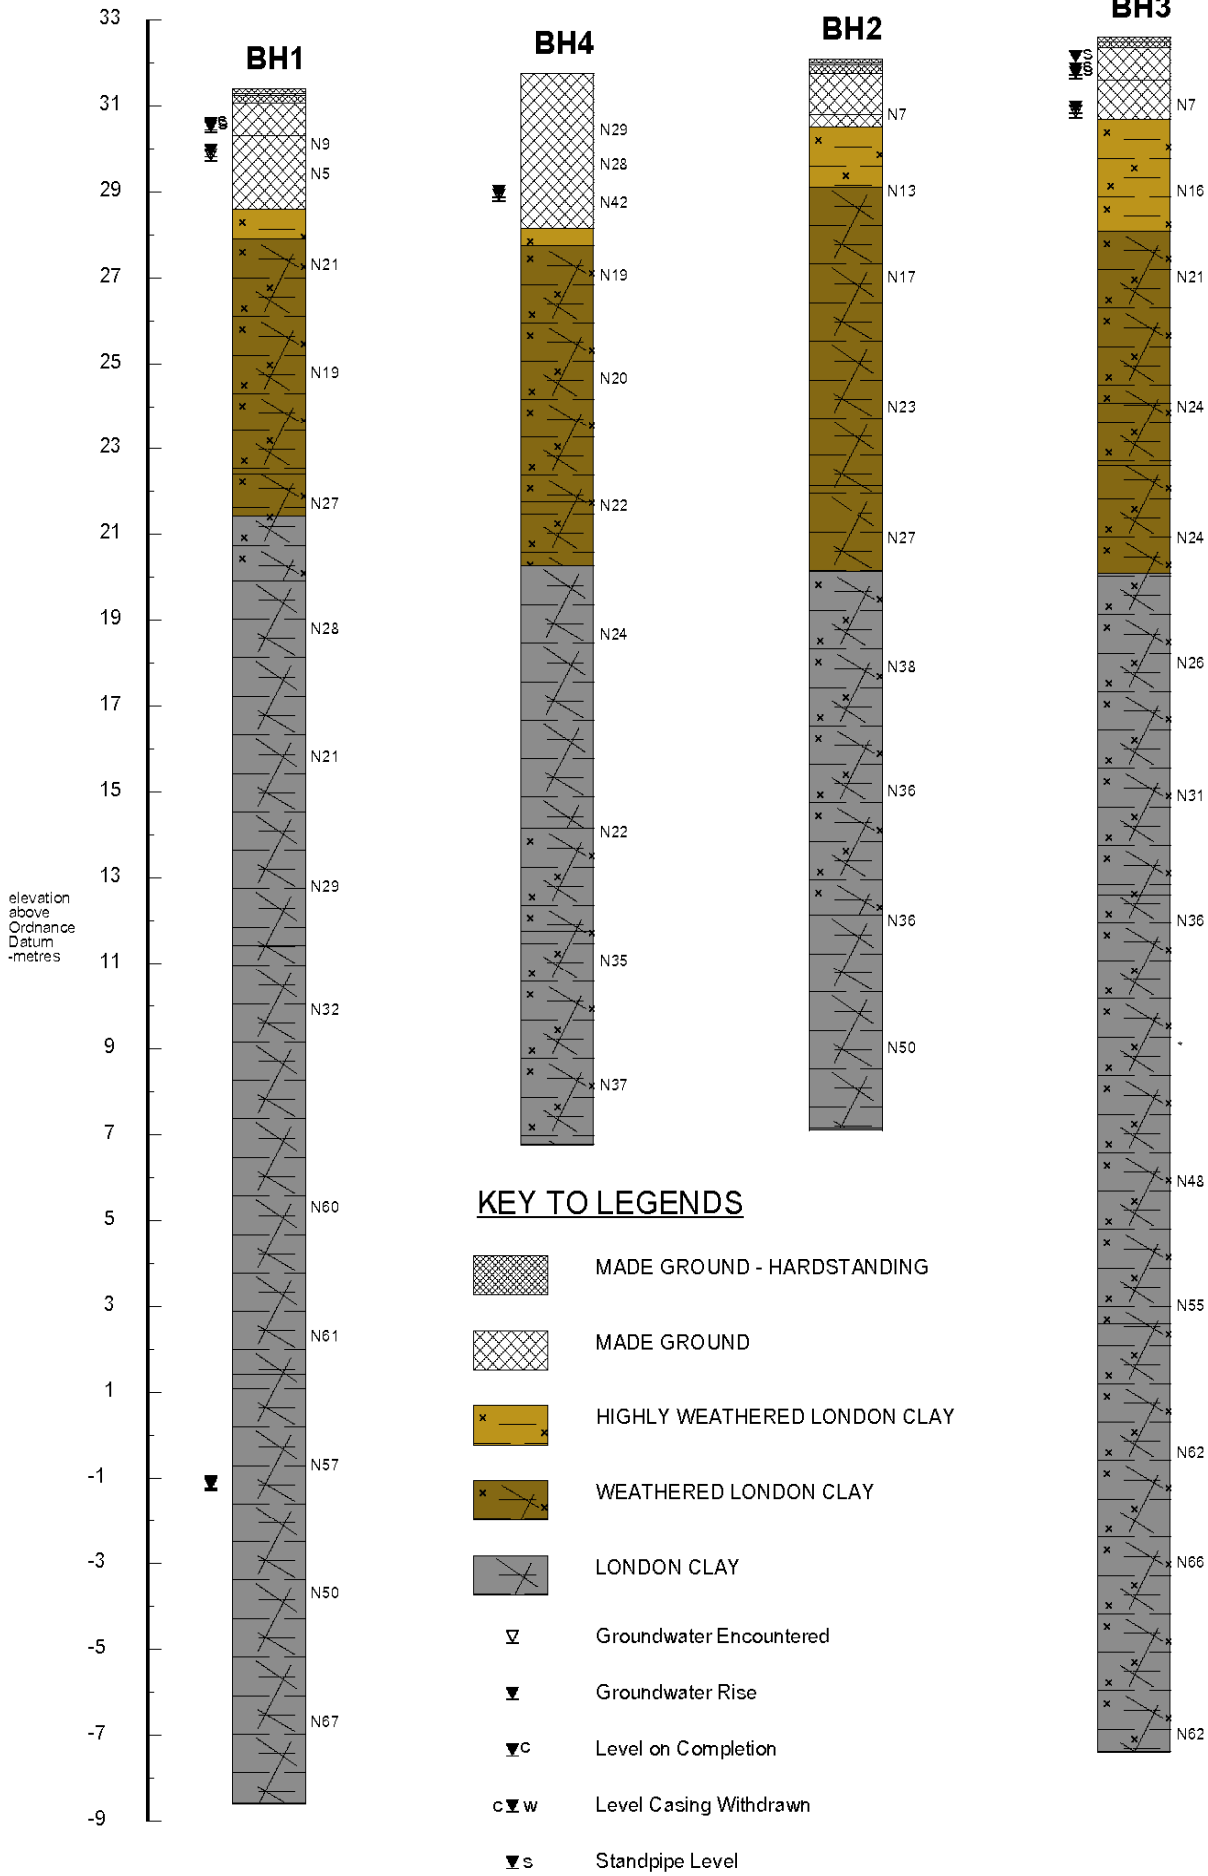 33
31
29
27
25
23
21
19
17
15
13
11
9
7
5
3
1
-1
-3
-5
-7
-9
elevation
above
Ordnance
Datum
-metres
BH1
N9
N5
N21
N19
N27
N28
N21
N29
N32
N60
N61
N57
N50
N67
BH4
N29
N28
N42
N19
N20
N22
N24
N22
N35
N37
BH2
N7
N13
N17
N23
N27
N38
N36
N36
N50
BH3
S
S
N7
N16
N21
N24
N24
N26
N31
N36
*
N48
N55
N62
N66
N62
KEY TO LEGENDS
MADE GROUND - HARDSTANDING
MADE GROUND
HIGHLY WEATHERED LONDON CLAY
WEATHERED LONDON CLAY
LONDON CLAY
Groundwater Encountered
Groundwater Rise
C Level on Completion
C W Level Casing Withdrawn
S Standpipe Level